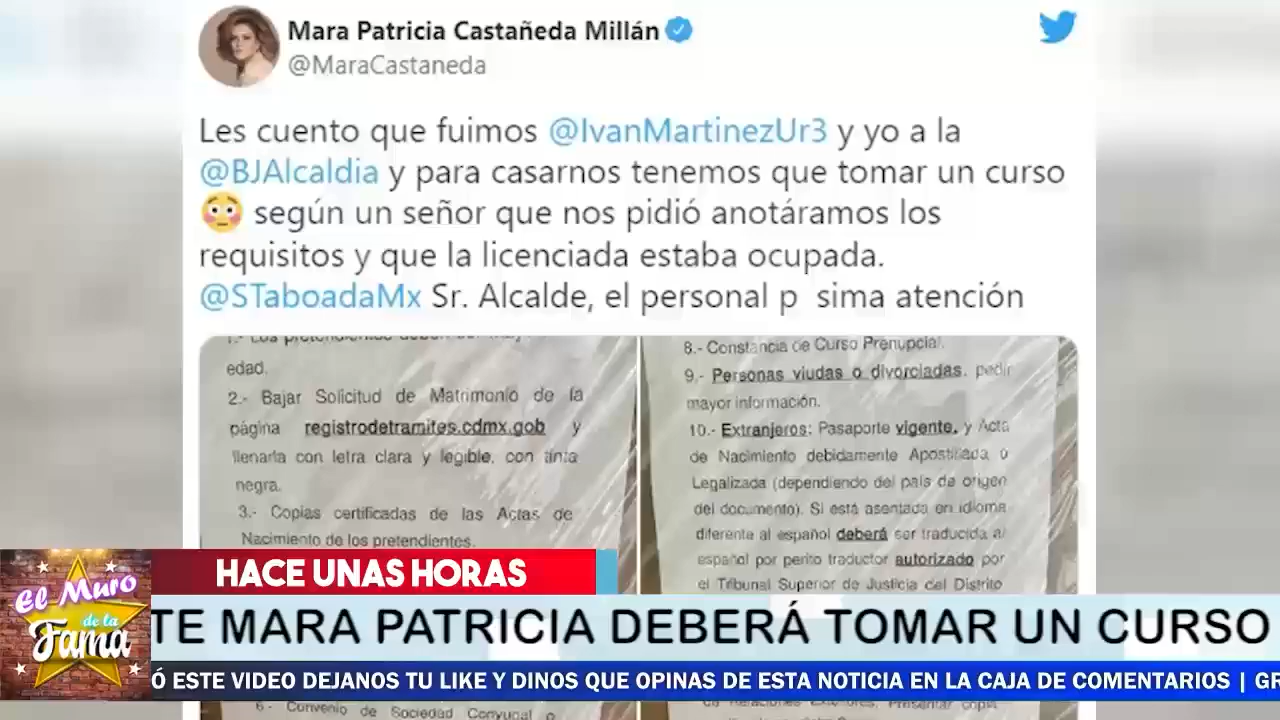 Mara Patricia Castañeda Millán
@MaraCastaneda
Les cuento que fuimos @IvanMartinezUr3 y yo a la
@BJAlcaldia y para casarnos tenemos que tomar un curso
😳 según un señor que nos pidió anotáramos los
requisitos y que la licenciada estaba ocupada.
@STaboadaMx Sr. Alcalde, el personal p sima atención
edad.
2.- Bajar Solicitud de Matrimonio de la
página registrodetramites.cdmx.gob y
llenarla con letra clara y legible, con tinta
negra.
3.- Copias certificadas de las Actas de
Nacimiento de los pretendientes.
6.- Convenio de Sociedad Conyugal o
8.- Constancia de Curso Prenupcial.
9.- Personas viudas o divorciadas, pedir
mayor información.
10.- Extranjeros: Pasaporte vigente, y Acta
de Nacimiento debidamente Apostillada o
Legalizada (dependiendo del país de origen
del documento). Si está asentada en idioma
diferente al español deberá ser traducida al
español por perito traductor autorizado por
el Tribunal Superior de Justicia del Distrito
HACE UNAS HORAS
El Muro
de la
Fama
TE MARA PATRICIA DEBERÁ TOMAR UN CURSO
Ó ESTE VIDEO DEJANOS TU LIKE Y DINOS QUE OPINAS DE ESTA NOTICIA EN LA CAJA DE COMENTARIOS | GR